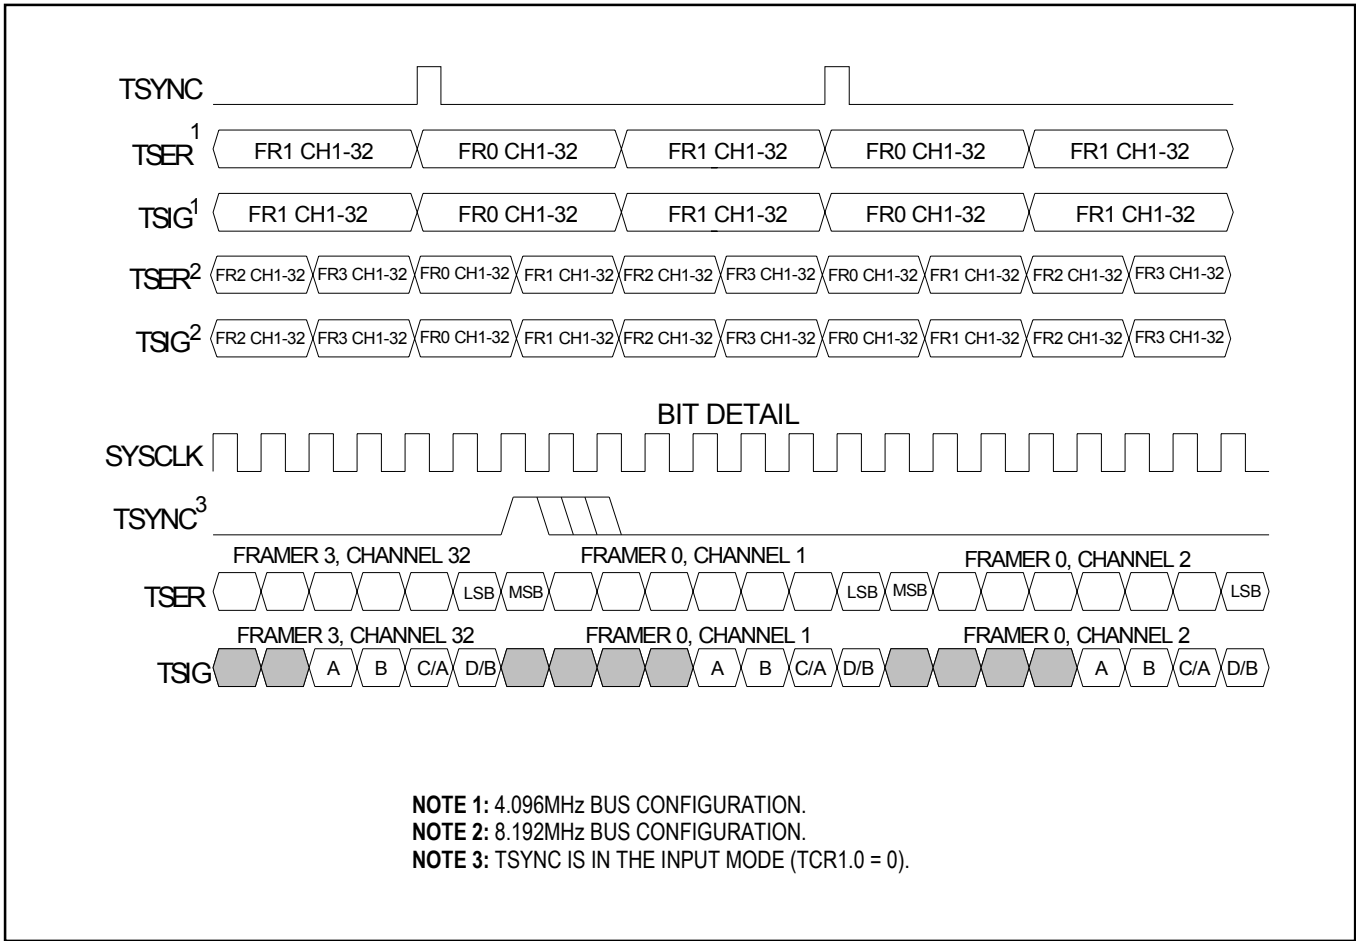 TSYNC
TSER1 FR1 CH1-32 FR0 CH1-32 FR1 CH1-32 FR0 CH1-32 FR1 CH1-32
TSIG1 FR1 CH1-32 FR0 CH1-32 FR1 CH1-32 FR0 CH1-32 FR1 CH1-32
TSER2 FR2 CH1-32 FR3 CH1-32 FR0 CH1-32 FR1 CH1-32 FR2 CH1-32 FR3 CH1-32 FR0 CH1-32 FR1 CH1-32 FR2 CH1-32 FR3 CH1-32
TSIG2 FR2 CH1-32 FR3 CH1-32 FR0 CH1-32 FR1 CH1-32 FR2 CH1-32 FR3 CH1-32 FR0 CH1-32 FR1 CH1-32 FR2 CH1-32 FR3 CH1-32
BIT DETAIL
SYSCLK
TSYNC3
FRAMER 3, CHANNEL 32 FRAMER 0, CHANNEL 1 FRAMER 0, CHANNEL 2
TSER LSB MSB LSB MSB LSB
FRAMER 3, CHANNEL 32 FRAMER 0, CHANNEL 1 FRAMER 0, CHANNEL 2
TSIG A B C/A D/B A B C/A D/B A B C/A D/B
NOTE 1: 4.096MHz BUS CONFIGURATION.
NOTE 2: 8.192MHz BUS CONFIGURATION.
NOTE 3: TSYNC IS IN THE INPUT MODE (TCR1.0 = 0).